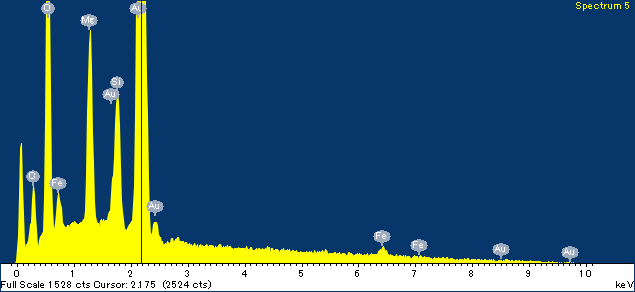 Spectrum 5
O
Au
Mg
Si
Au
C
Fe
Au
Fe
Fe
Au
Au
0 1 2 3 4 5 6 7 8 9 10
Full Scale 1528 cts Cursor: 2.175 (2524 cts) keV